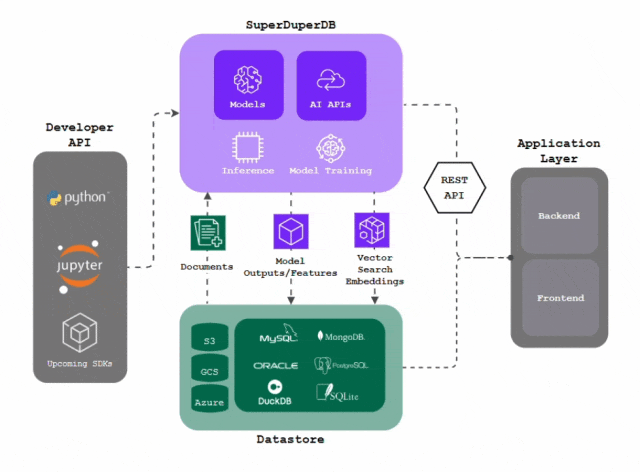 SuperDuperDB
Models
AI APIs
Inference
Model Training
Developer
API
python™
jupyter
Upcoming SDKs
Application
Layer
REST
API
Backend
Frontend
Documents
Model
Outputs/Features
Vector
Search
Embeddings
S3
GCS
Azure
MySQL
MongoDB.
ORACLE
PostgreSQL
DuckDB
SQLite
Datastore